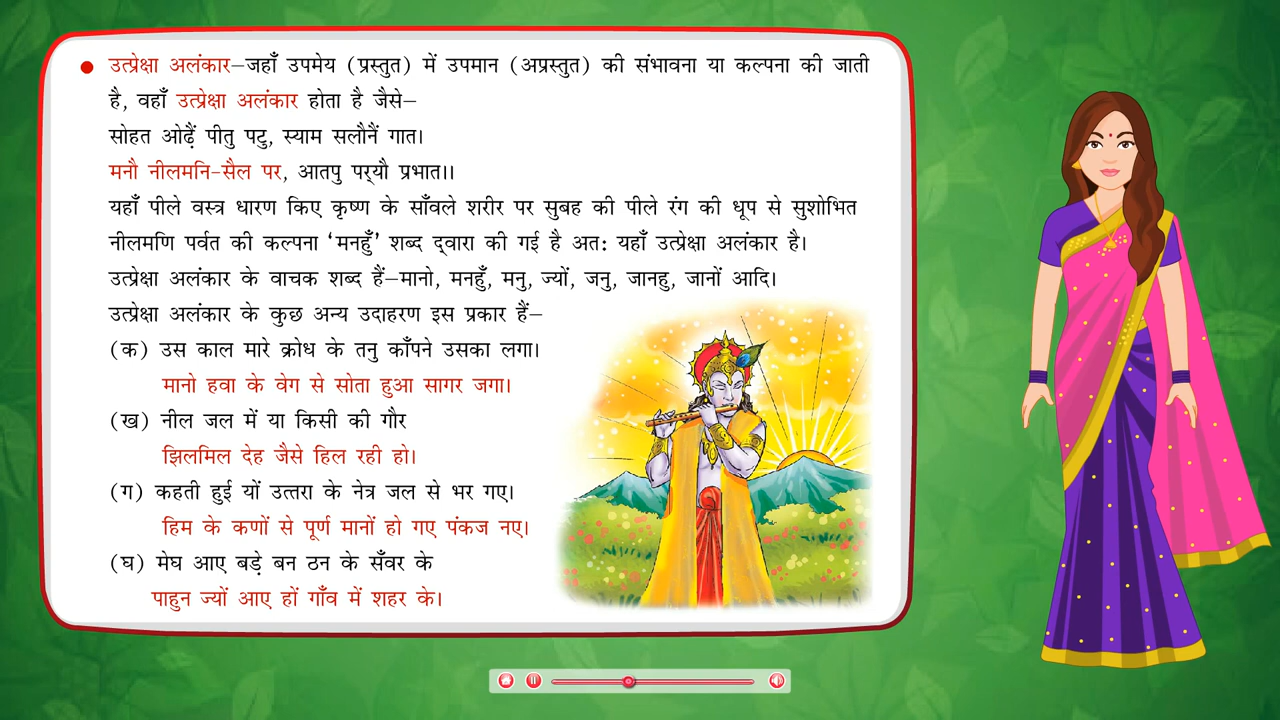 उत्प्रेक्षा अलंकार–जहाँ उपमेय (प्रस्तुत) में उपमान (अप्रस्तुत) की संभावना या कल्पना की जाती
है, वहाँ उत्प्रेक्षा अलंकार होता है जैसे–
सोहत ओढ़ैं पीतु पटु, स्याम सलौनैं गात।
मनौ नीलमनि-सैल पर, आतपु पर्‌यौ प्रभात।।
यहाँ पीले वस्त्र धारण किए कृष्ण के साँवले शरीर पर सुबह की पीले रंग की धूप से सुशोभित
नीलमणि पर्वत की कल्पना ‘मनहुँ’ शब्द द्‌वारा की गई है अतः यहाँ उत्प्रेक्षा अलंकार है।
उत्प्रेक्षा अलंकार के वाचक शब्द हैं–मानो, मनहुँ, मनु, ज्यों, जनु, जानहु, जानों आदि।
उत्प्रेक्षा अलंकार के कुछ अन्य उदाहरण इस प्रकार हैं–
(क) उस काल मारे क्रोध के तनु काँपने उसका लगा।
मानो हवा के वेग से सोता हुआ सागर जगा।
(ख) नील जल में या किसी की गौर
झिलमिल देह जैसे हिल रही हो।
(ग) कहती हुई यों उत्तरा के नेत्र जल से भर गए।
हिम के कणों से पूर्ण मानों हो गए पंकज नए।
(घ) मेघ आए बड़े बन ठन के सँवर के
पाहुन ज्यों आए हों गाँव में शहर के।